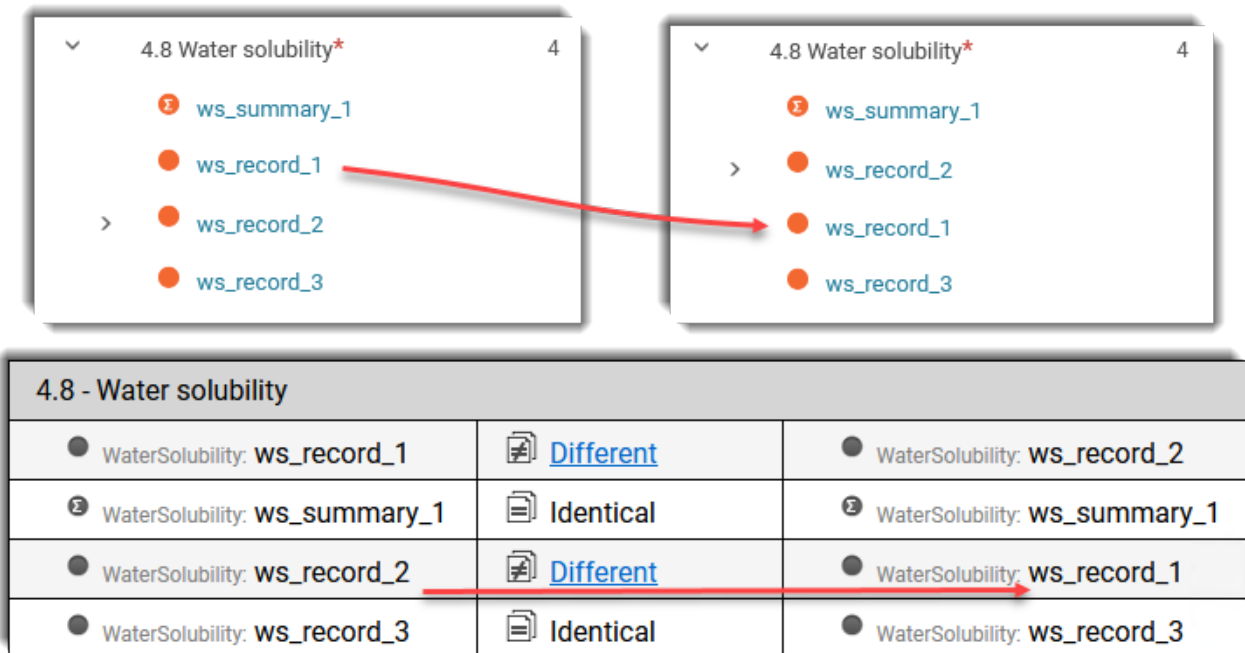 4.8 Water solubility* 4
ws_summary_1
ws_record_1
ws_record_2
ws_record_3
4.8 Water solubility* 4
ws_summary_1
ws_record_2
ws_record_1
ws_record_3
4.8 - Water solubility
WaterSolubility: ws_record_1 Different WaterSolubility: ws_record_2
WaterSolubility: ws_summary_1 Identical WaterSolubility: ws_summary_1
WaterSolubility: ws_record_2 Different WaterSolubility: ws_record_1
WaterSolubility: ws_record_3 Identical WaterSolubility: ws_record_3